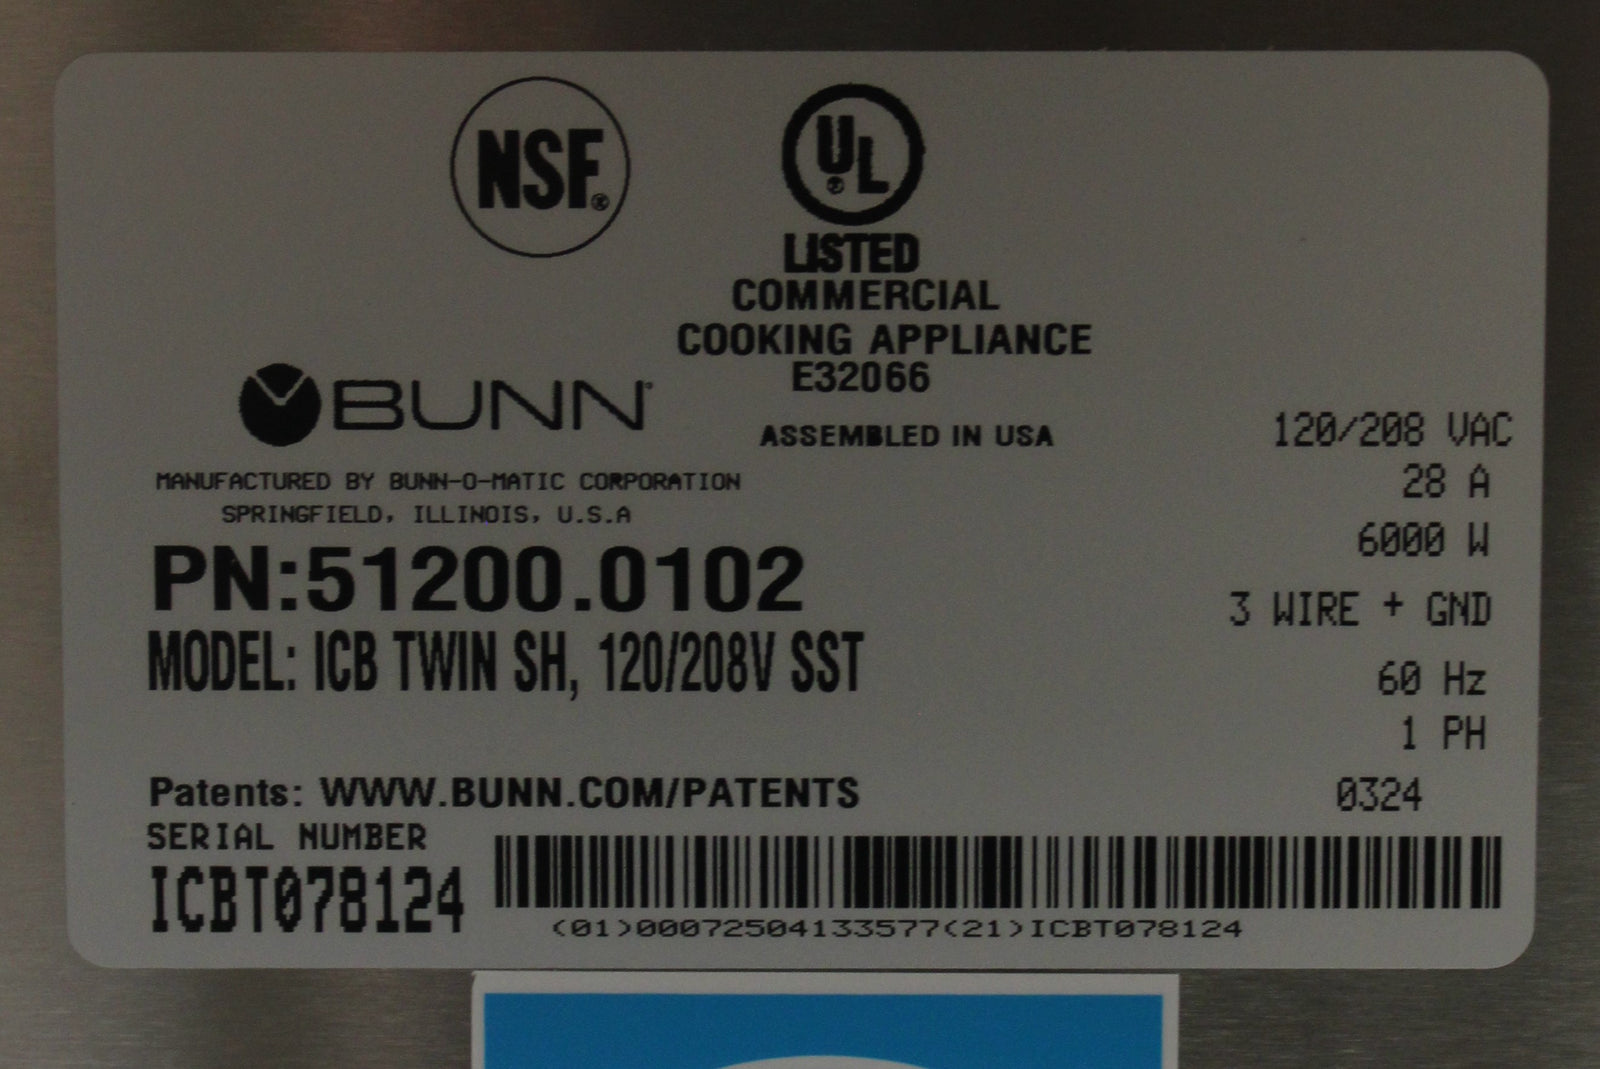 NSF®
UL®
LISTED
COMMERCIAL
COOKING APPLIANCE
E32066
BUNN®
ASSEMBLED IN USA
MANUFACTURED BY BUNN-O-MATIC CORPORATION
SPRINGFIELD, ILLINOIS, U.S.A
PN:51200.0102
MODEL: ICB TWIN SH, 120/208V SST
120/208 VAC
28 A
6000 W
3 WIRE + GND
60 Hz
1 PH
0324
Patents: WWW.BUNN.COM/PATENTS
SERIAL NUMBER
ICBT078124
(01)00072504133577(21)ICBT078124